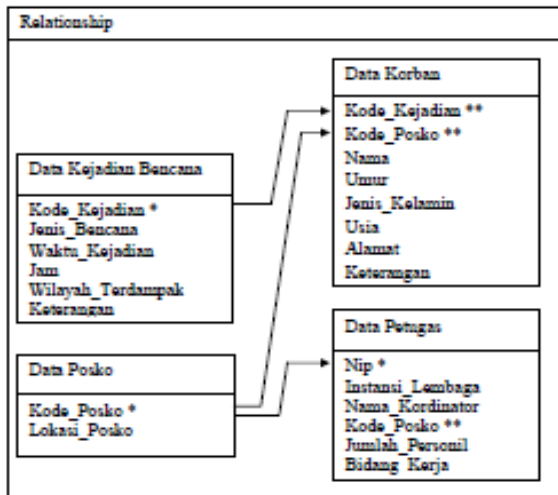 Relationship
Data Kejadian Bencana
Kode_Kejadian *
Jenis_Bencana
Waktu_Kejadian
Jam
Wilayah_Terdampak
Keterangan
Data Posko
Kode_Posko *
Lokasi_Posko
Data Korban
Kode_Kejadian **
Kode_Posko **
Nama
Umur
Jenis_Kelamin
Usia
Alamat
Keterangan
Data Petugas
Nip *
Instansi_Lembaga
Nama_Kordinator
Kode_Posko **
Jumlah_Personil
Bidang_Kerja